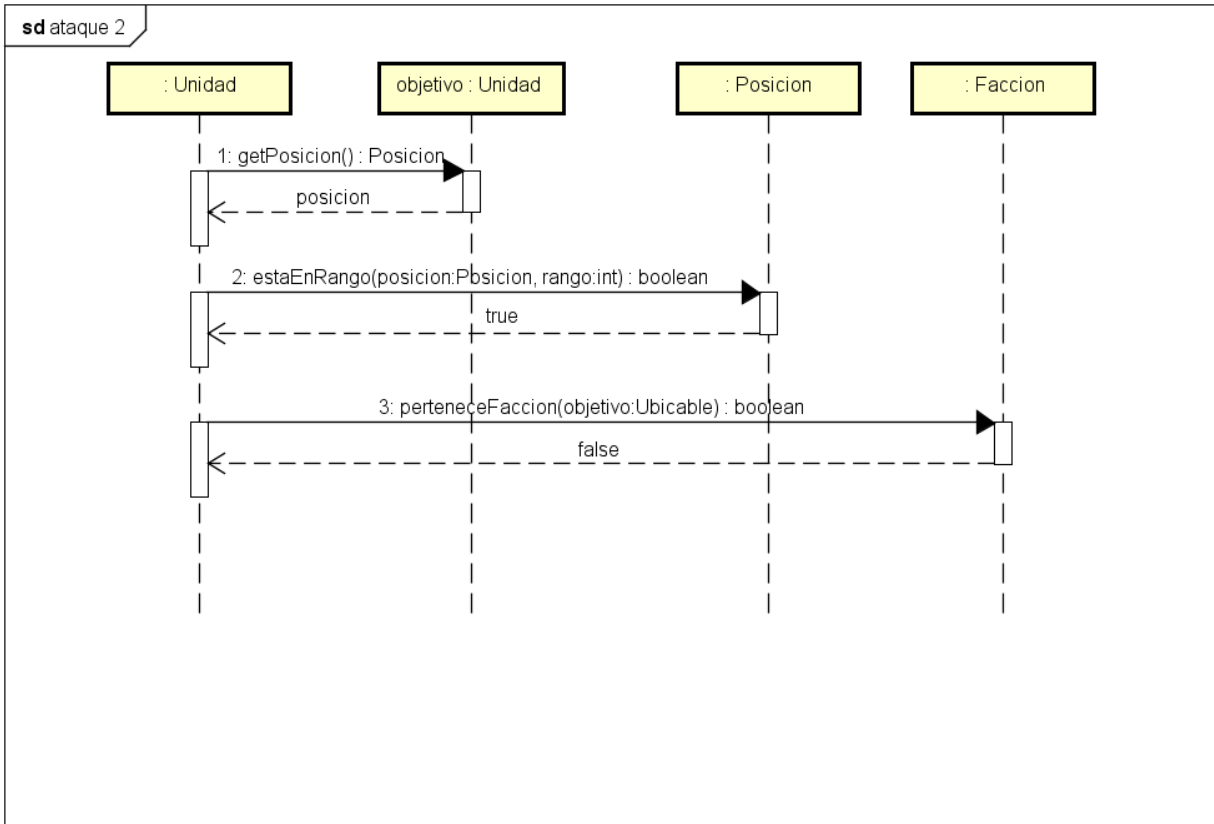 sd ataque 2
: Unidad
objetivo : Unidad
: Posicion
: Faccion
1: getPosicion() : Posicion
posicion
2: estaEnRango(posicion:Posicion, rango:int) : boolean
true
3: perteneceFaccion(objetivo:Ubicable) : boolean
false